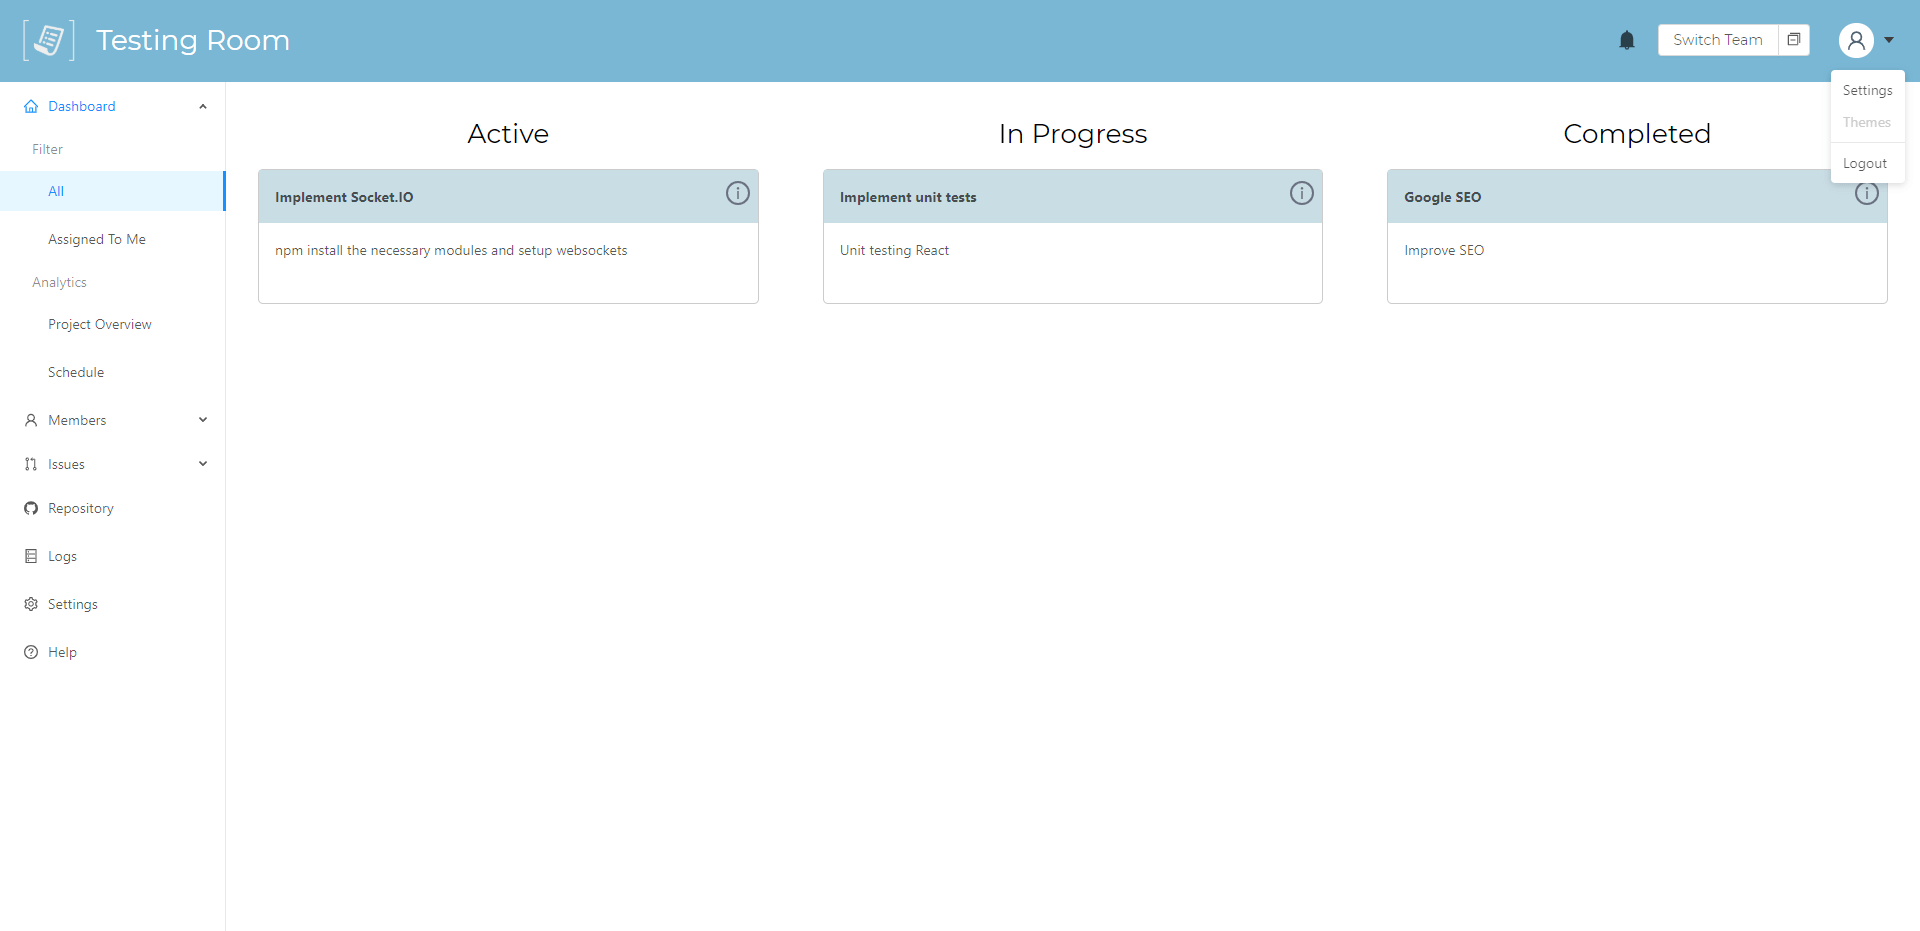 Testing Room
Switch Team
Settings
Themes
Logout
Dashboard
Filter
All
Assigned To Me
Analytics
Project Overview
Schedule
Members
Issues
Repository
Logs
Settings
Help
Active
Implement Socket.IO
npm install the necessary modules and setup websockets
In Progress
Implement unit tests
Unit testing React
Completed
Google SEO
Improve SEO